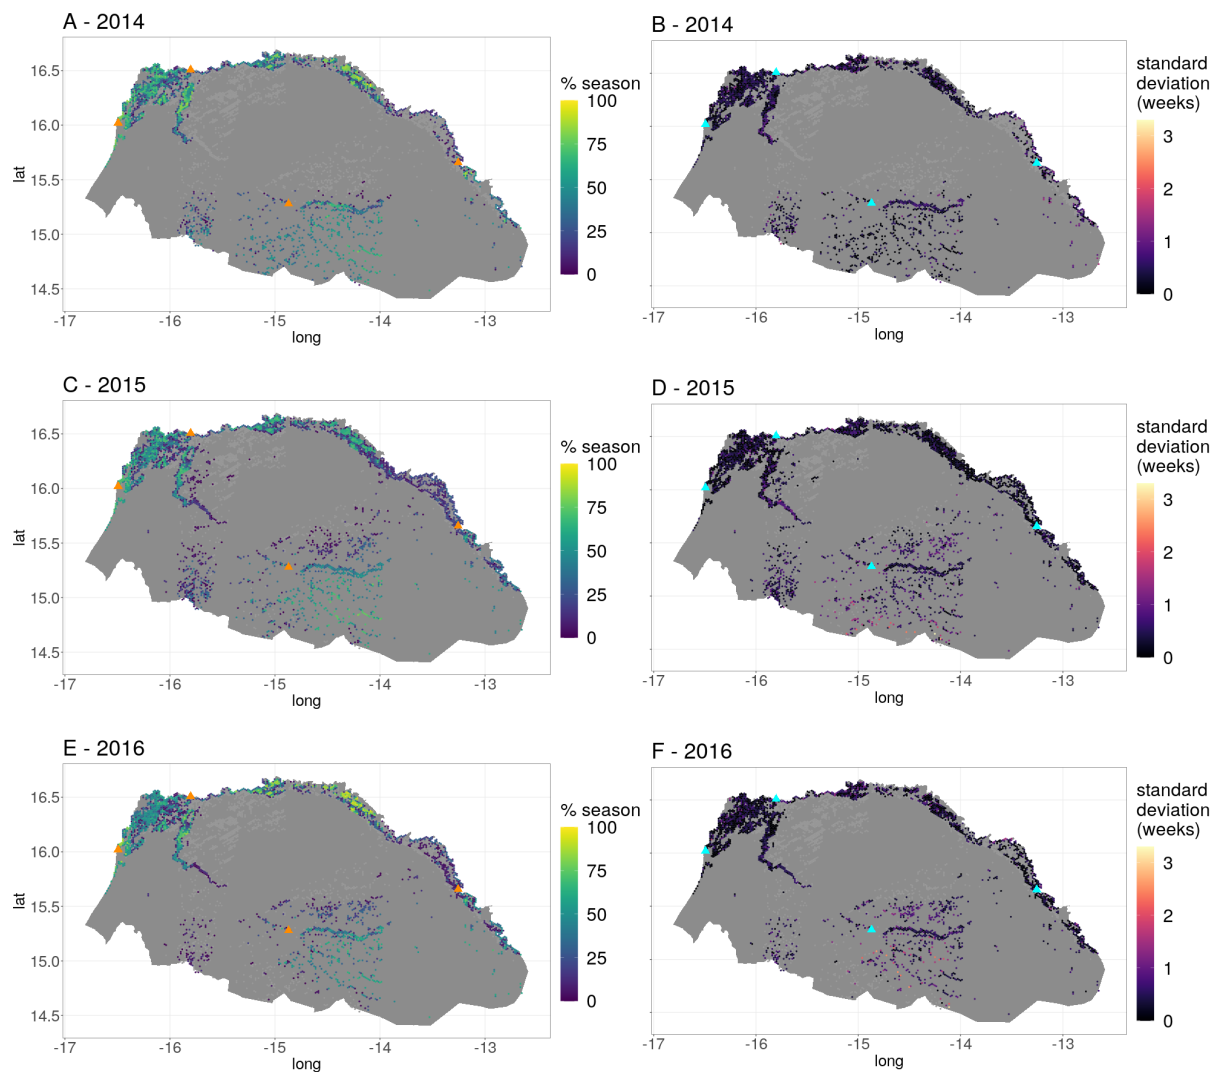 A - 2014
B - 2014
16.5
16.0
15.5
15.0
14.5
lat
-17
-16
-15
-14
-13
long
% season
100
75
50
25
0
-17
-16
-15
-14
-13
long
standard
deviation
(weeks)
3
2
1
0
C - 2015
D - 2015
16.5
16.0
15.5
15.0
14.5
lat
-17
-16
-15
-14
-13
long
% season
100
75
50
25
0
-17
-16
-15
-14
-13
long
standard
deviation
(weeks)
3
2
1
0
E - 2016
F - 2016
16.5
16.0
15.5
15.0
14.5
lat
-17
-16
-15
-14
-13
long
% season
100
75
50
25
0
-17
-16
-15
-14
-13
long
standard
deviation
(weeks)
3
2
1
0